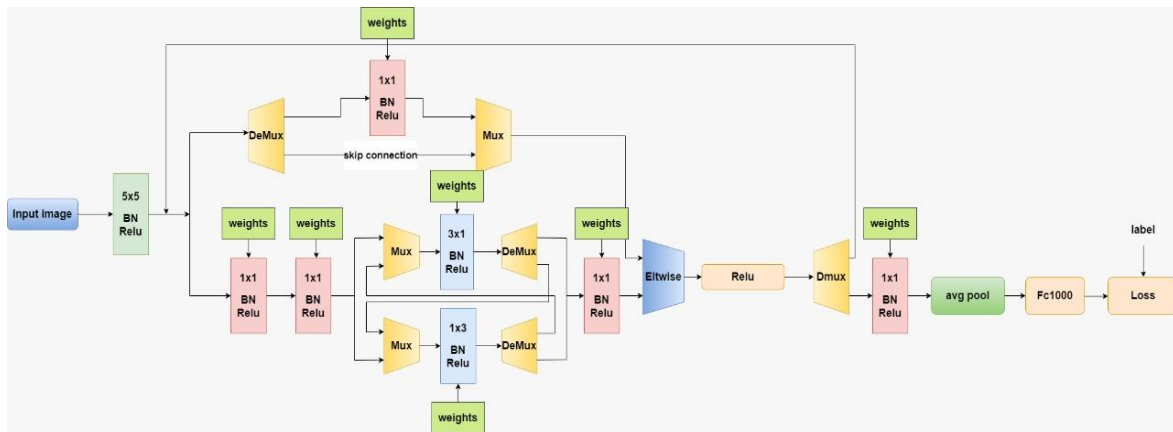 weights
1x1
BN
Relu
DeMux
Mux
skip connection
Input image
5x5
BN
Relu
weights
weights
weights
weights
weights
1x1
BN
Relu
1x1
BN
Relu
Mux
3x1
BN
Relu
DeMux
Mux
1x3
BN
Relu
DeMux
weights
1x1
BN
Relu
Eltwise
Relu
Dmux
1x1
BN
Relu
avg pool
Fc1000
Loss
label